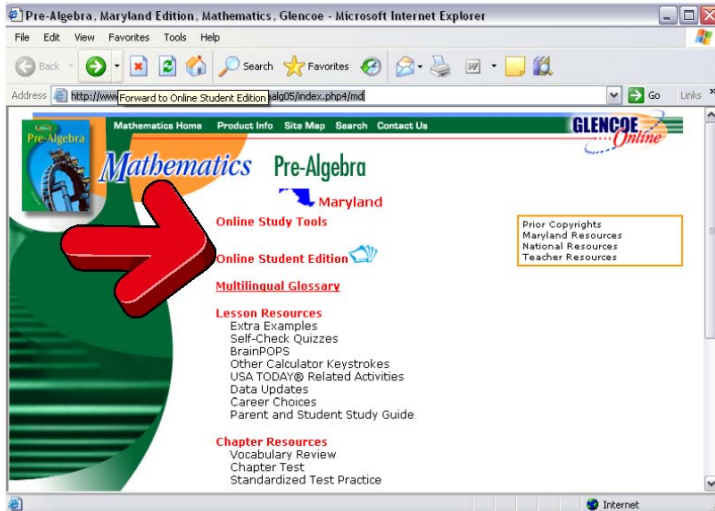 Pre-Algebra, Maryland Edition, Mathematics, Glencoe - Microsoft Internet Explorer
File Edit View Favorites Tools Help
Back Search Favorites
Address http://www Forward to Online Student Edition alg05/index.php4/md Go Links »
Mathematics Home Product Info Site Map Search Contact Us
GLENCOE
Online
Pre-Algebra
Mathematics Pre-Algebra
Maryland
Online Study Tools
Online Student Edition
Multilingual Glossary
Lesson Resources
Extra Examples
Self-Check Quizzes
BrainPOPS
Other Calculator Keystrokes
USA TODAY® Related Activities
Data Updates
Career Choices
Parent and Student Study Guide
Chapter Resources
Vocabulary Review
Chapter Test
Standardized Test Practice
Prior Copyrights
Maryland Resources
National Resources
Teacher Resources
Internet